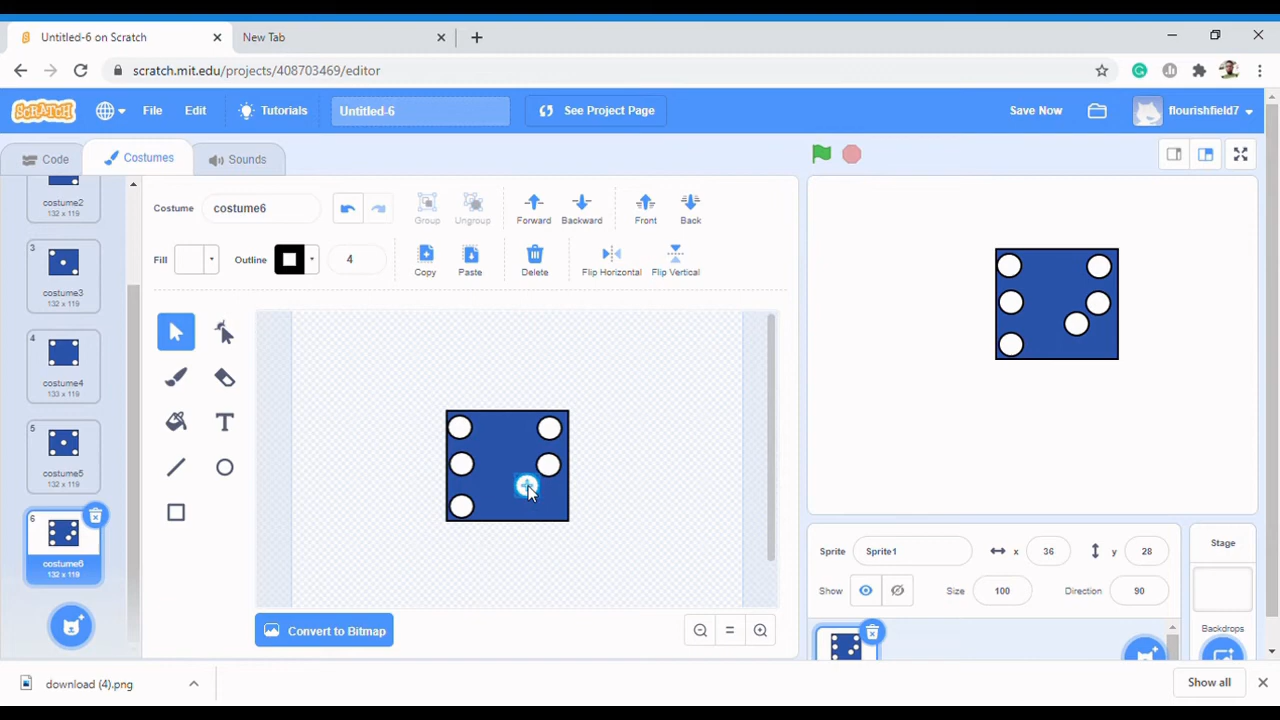 Untitled-6 on Scratch
New Tab
scratch.mit.edu/projects/408703469/editor
SCRATCH
File
Edit
Tutorials
Untitled-6
See Project Page
Save Now
flourishfield7
Code
Costumes
Sounds
costume2
132 x 119
3
costume3
132 x 119
4
costume4
133 x 119
5
costume5
132 x 119
6
costume6
132 x 119
Costume
costume6
Group
Ungroup
Forward
Backward
Front
Back
Fill
Outline
4
Copy
Paste
Delete
Flip Horizontal
Flip Vertical
Convert to Bitmap
Sprite
Sprite1
x
36
y
28
Show
Size
100
Direction
90
Stage
Backdrops
download (4).png
Show all